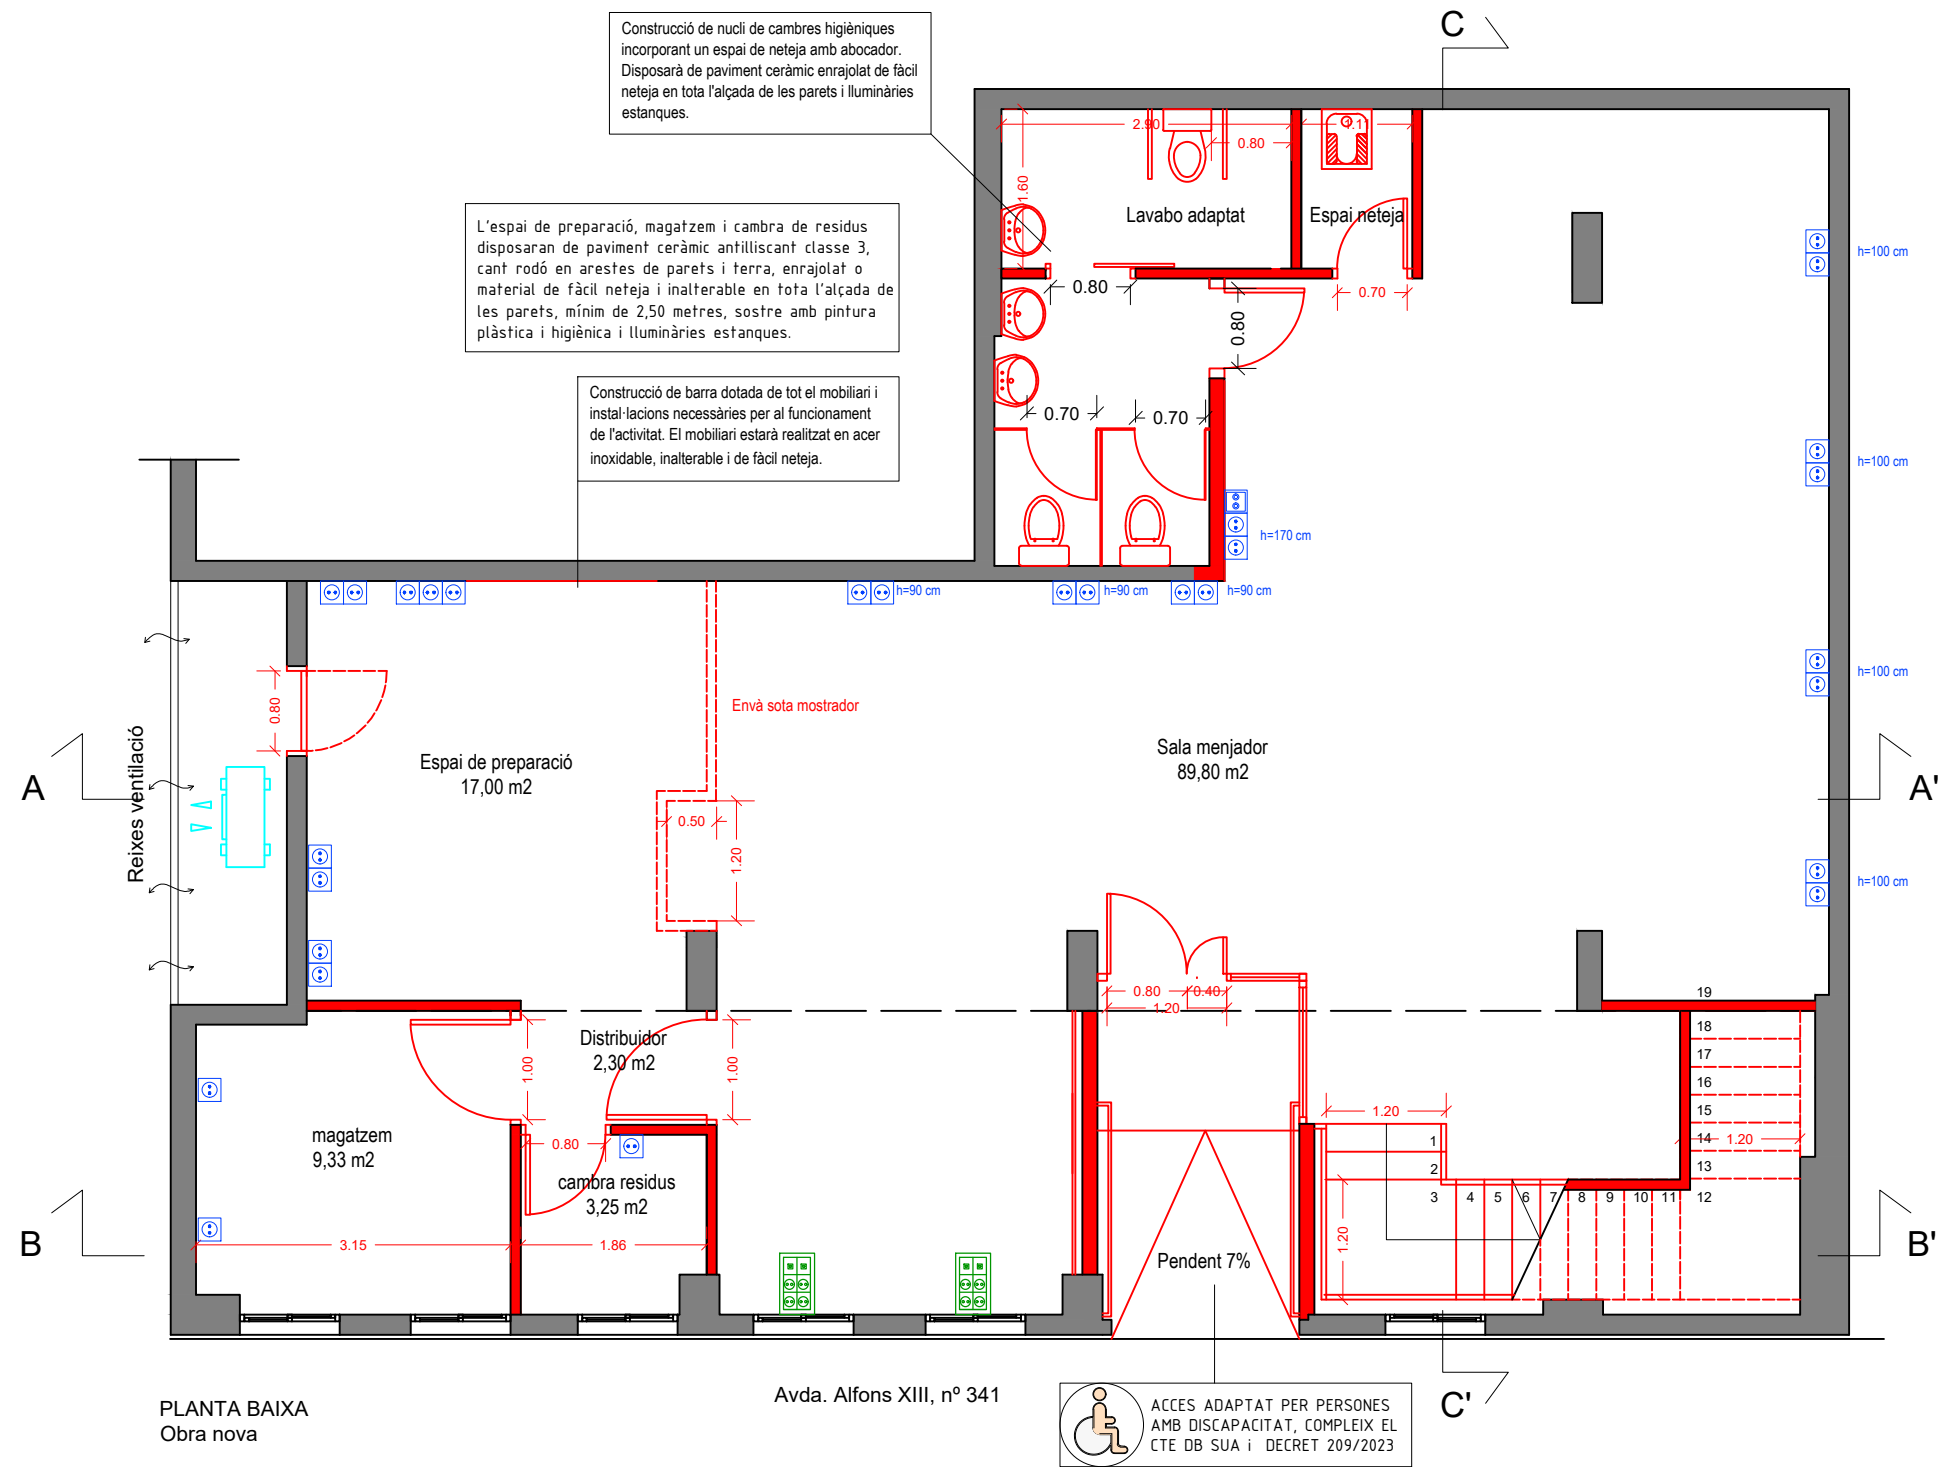 Construcció de nucli de cambres higièniques
incorporant un espai de neteja amb abocador.
Disposarà de paviment ceràmic enrajolat de fàcil
neteja en tota l'alçada de les parets i lluminàries
estanques.
C
2.90
0.80
1.11
1.60
Lavabo adaptat
Espai neteja
L'espai de preparació, magatzem i cambra de residus
disposaran de paviment ceràmic antilliscant classe 3,
cant rodó en arestes de parets i terra, enrajolat o
material de fàcil neteja i inalterable en tota l'alçada de
les parets, mínim de 2,50 metres, sostre amb pintura
plàstica i higiènica i lluminàries estanques.
h=100 cm
0.80
0.70
0.80
Construcció de barra dotada de tot el mobiliari i
instal·lacions necessàries per al funcionament
de l'activitat. El mobiliari estarà realitzat en acer
inoxidable, inalterable i de fàcil neteja.
0.70
0.70
h=100 cm
h=170 cm
h=90 cm
h=90 cm
h=90 cm
h=100 cm
0.80
Envà sota mostrador
Reixes ventilació
Espai de preparació
17,00 m2
Sala menjador
89,80 m2
A
A'
0.50
1.20
h=100 cm
0.80
0.40
1.20
19
18
17
16
15
14
13
12
1.20
Distribuidor
2,30 m2
1.00
1.00
1.20
magatzem
9,33 m2
0.80
cambra residus
3,25 m2
1
2
3
4
5
6
7
8
9
10
11
1.20
B
B'
3.15
1.86
Pendent 7%
PLANTA BAIXA
Obra nova
Avda. Alfons XIII, nº 341
ACCES ADAPTAT PER PERSONES
AMB DISCAPACITAT, COMPLEIX EL
CTE DB SUA i DECRET 209/2023
C'